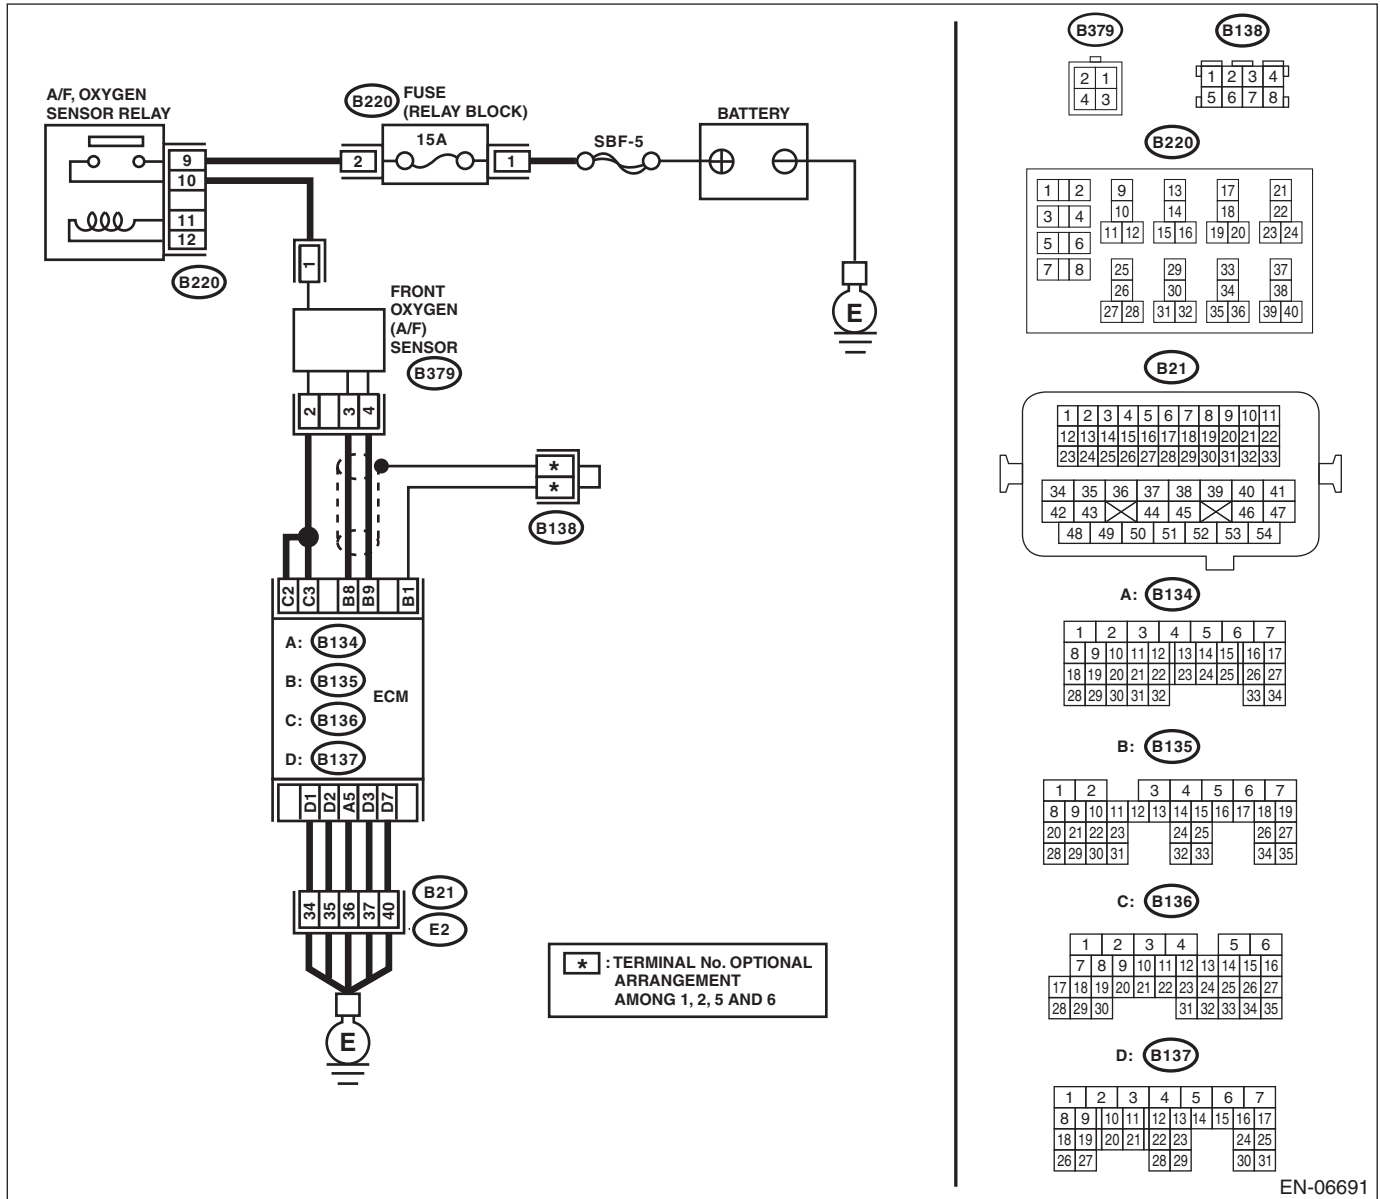 A/F, OXYGEN
SENSOR RELAY
9
10
11
12
B220
B220
FUSE
(RELAY BLOCK)
2
15A
1
SBF-5
BATTERY
E
1
FRONT
OXYGEN
(A/F)
SENSOR
B379
2
3
4
*
*
B138
C2
C3
B8
B9
B1
A: B134
B: B135
C: B136
D: B137
ECM
D1
D2
A5
D3
D7
34
35
36
37
40
B21
E2
E
* : TERMINAL No. OPTIONAL
ARRANGEMENT
AMONG 1, 2, 5 AND 6
B379
2 1
4 3
B138
1 2 3 4
5 6 7 8
B220
1 2 9 13 17 21
3 4 10 14 18 22
5 6 11 12 15 16 19 20 23 24
7 8 25 29 33 37
26 30 34 38
27 28 31 32 35 36 39 40
B21
1 2 3 4 5 6 7 8 9 10 11
12 13 14 15 16 17 18 19 20 21 22
23 24 25 26 27 28 29 30 31 32 33
34 35 36 37 38 39 40 41
42 43 44 45 46 47
48 49 50 51 52 53 54
A: B134
1 2 3 4 5 6 7
8 9 10 11 12 13 14 15 16 17
18 19 20 21 22 23 24 25 26 27
28 29 30 31 32 33 34
B: B135
1 2 3 4 5 6 7
8 9 10 11 12 13 14 15 16 17 18 19
20 21 22 23 24 25 26 27
28 29 30 31 32 33 34 35
C: B136
1 2 3 4 5 6
7 8 9 10 11 12 13 14 15 16
17 18 19 20 21 22 23 24 25 26 27
28 29 30 31 32 33 34 35
D: B137
1 2 3 4 5 6 7
8 9 10 11 12 13 14 15 16 17
18 19 20 21 22 23 24 25
26 27 28 29 30 31
EN-06691